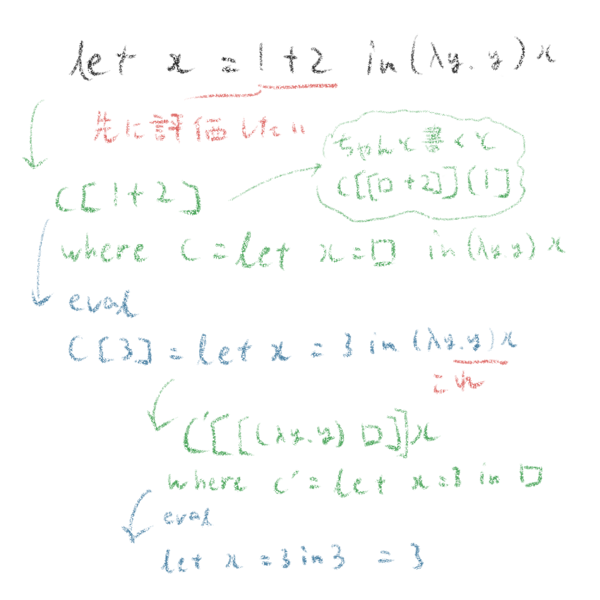 let x = 1+2 in (λy.y) x
先に評価したい
ちゃんと書くと
C[[□+2]][1]
C[1+2]
where C = let x = □ in (λy.y) x
eval
C[3] = let x = 3 in (λy.y) x
これ
C'[[(λy.y) □]]x
where C' = let x = 3 in □
eval
let x = 3 in 3 = 3